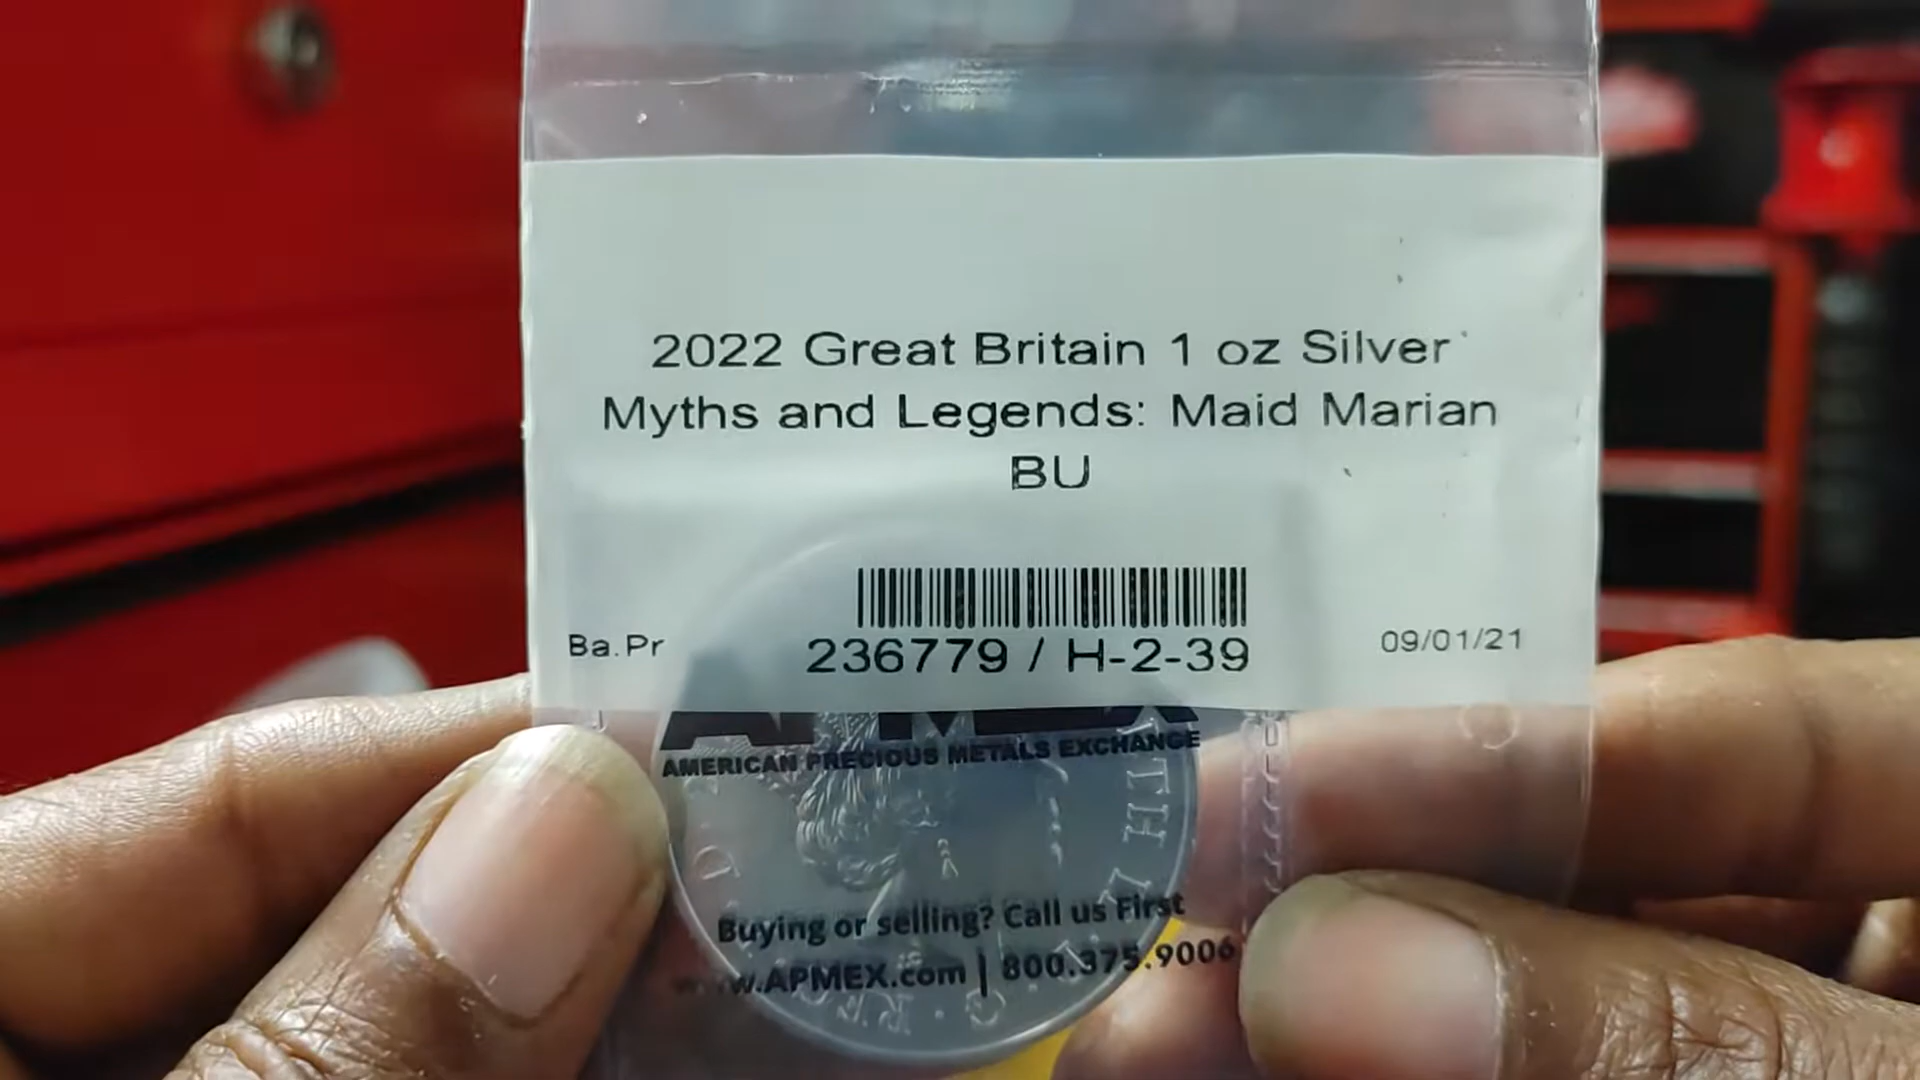 2022 Great Britain 1 oz Silver
Myths and Legends: Maid Marian
BU
Ba.Pr
236779 / H-2-39
09/01/21
APMEX
AMERICAN PRECIOUS METALS EXCHANGE
TH
Buying or selling? Call us First
www.APMEX.com | 800.375.9006